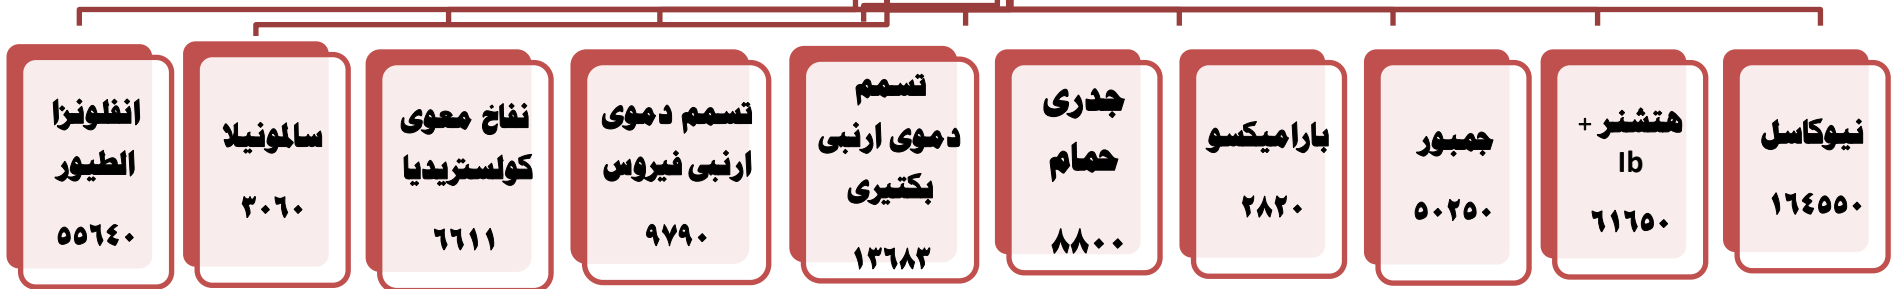 نيوكاسل
١٦٤٥٥٠
هتشنر +
Ib
٦١٦٥٠
جمبور
٥٠٢٥٠
باراميكسو
٢٨٢٠
جدرى
حمام
٨٨٠٠
تسمم
دموى ارنبى
بكتيرى
١٣٦٨٣
تسمم دموى
ارنبى فيروس
٩٧٩٠
نفاخ معوى
كولستريديا
٦٦١١
سالمونيلا
٣٠٦٠
انفلونزا
الطيور
٥٥٦٤٠